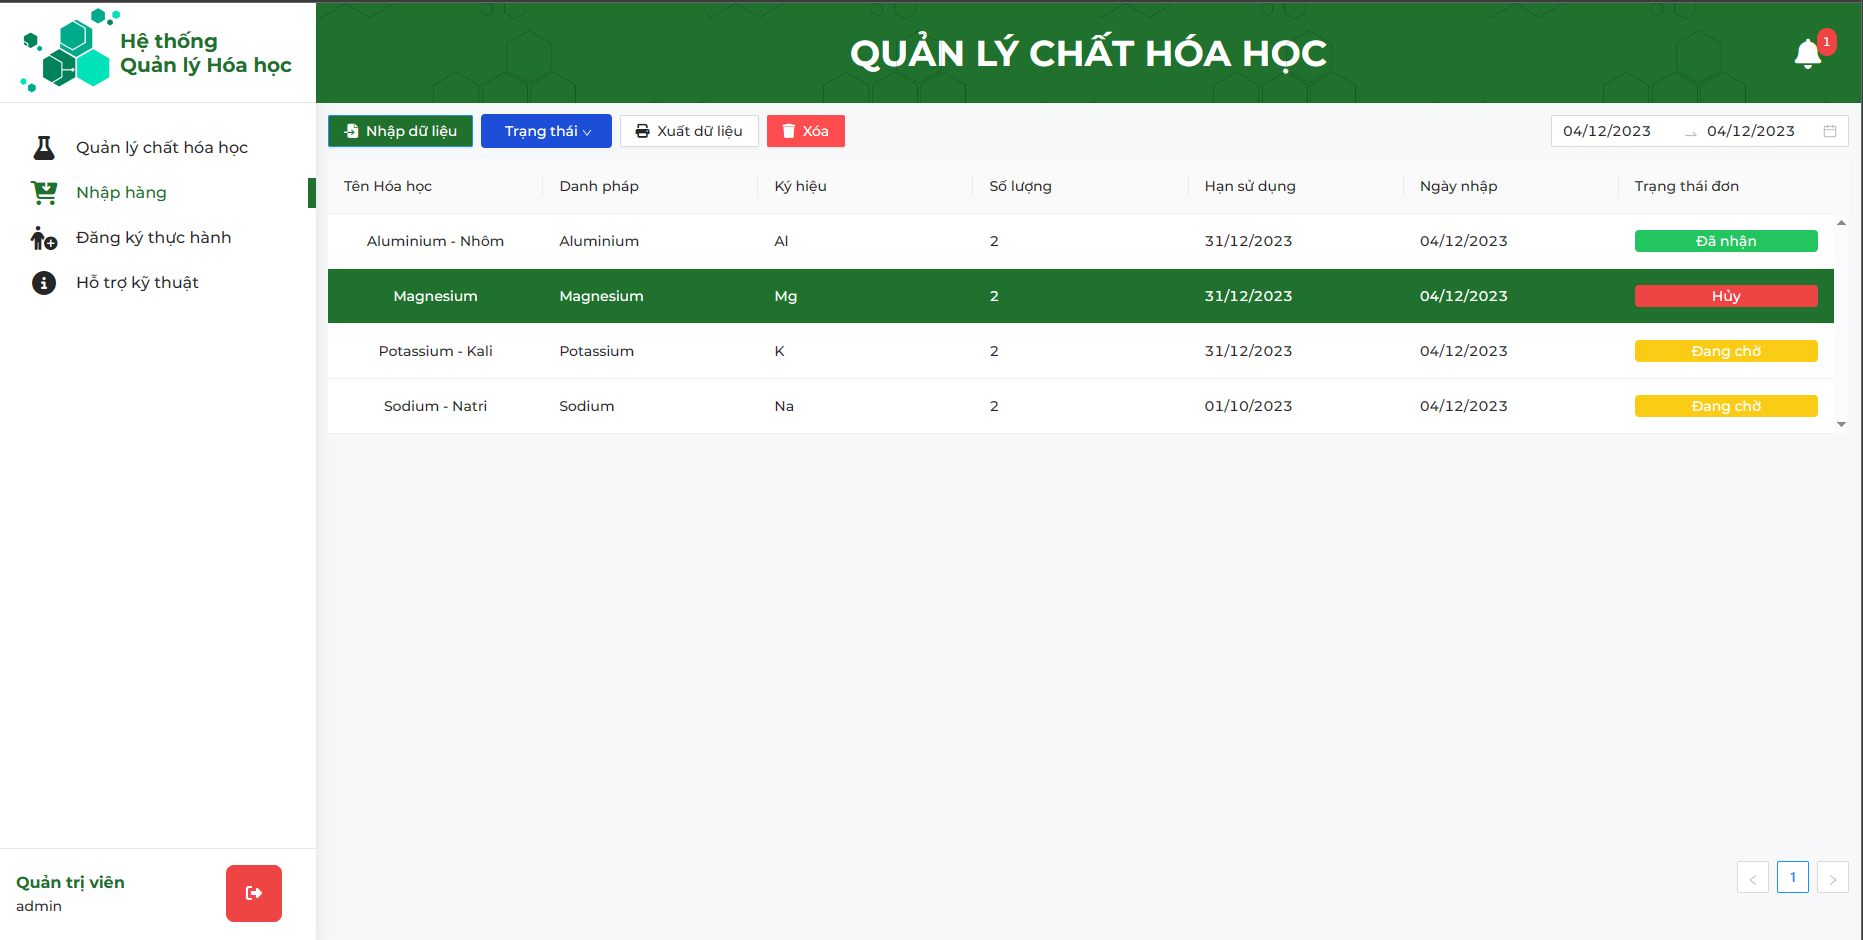 Hệ thống
Quản lý Hóa học
QUẢN LÝ CHẤT HÓA HỌC
1
Quản lý chất hóa học
Nhập hàng
Đăng ký thực hành
Hỗ trợ kỹ thuật
Nhập dữ liệu Trạng thái Xuất dữ liệu Xóa 04/12/2023 04/12/2023
Tên Hóa học Danh pháp Ký hiệu Số lượng Hạn sử dụng Ngày nhập Trạng thái đơn
Aluminium - Nhôm Aluminium Al 2 31/12/2023 04/12/2023 Đã nhận
Magnesium Magnesium Mg 2 31/12/2023 04/12/2023 Hủy
Potassium - Kali Potassium K 2 31/12/2023 04/12/2023 Đang chờ
Sodium - Natri Sodium Na 2 01/10/2023 04/12/2023 Đang chờ
1
Quản trị viên
admin